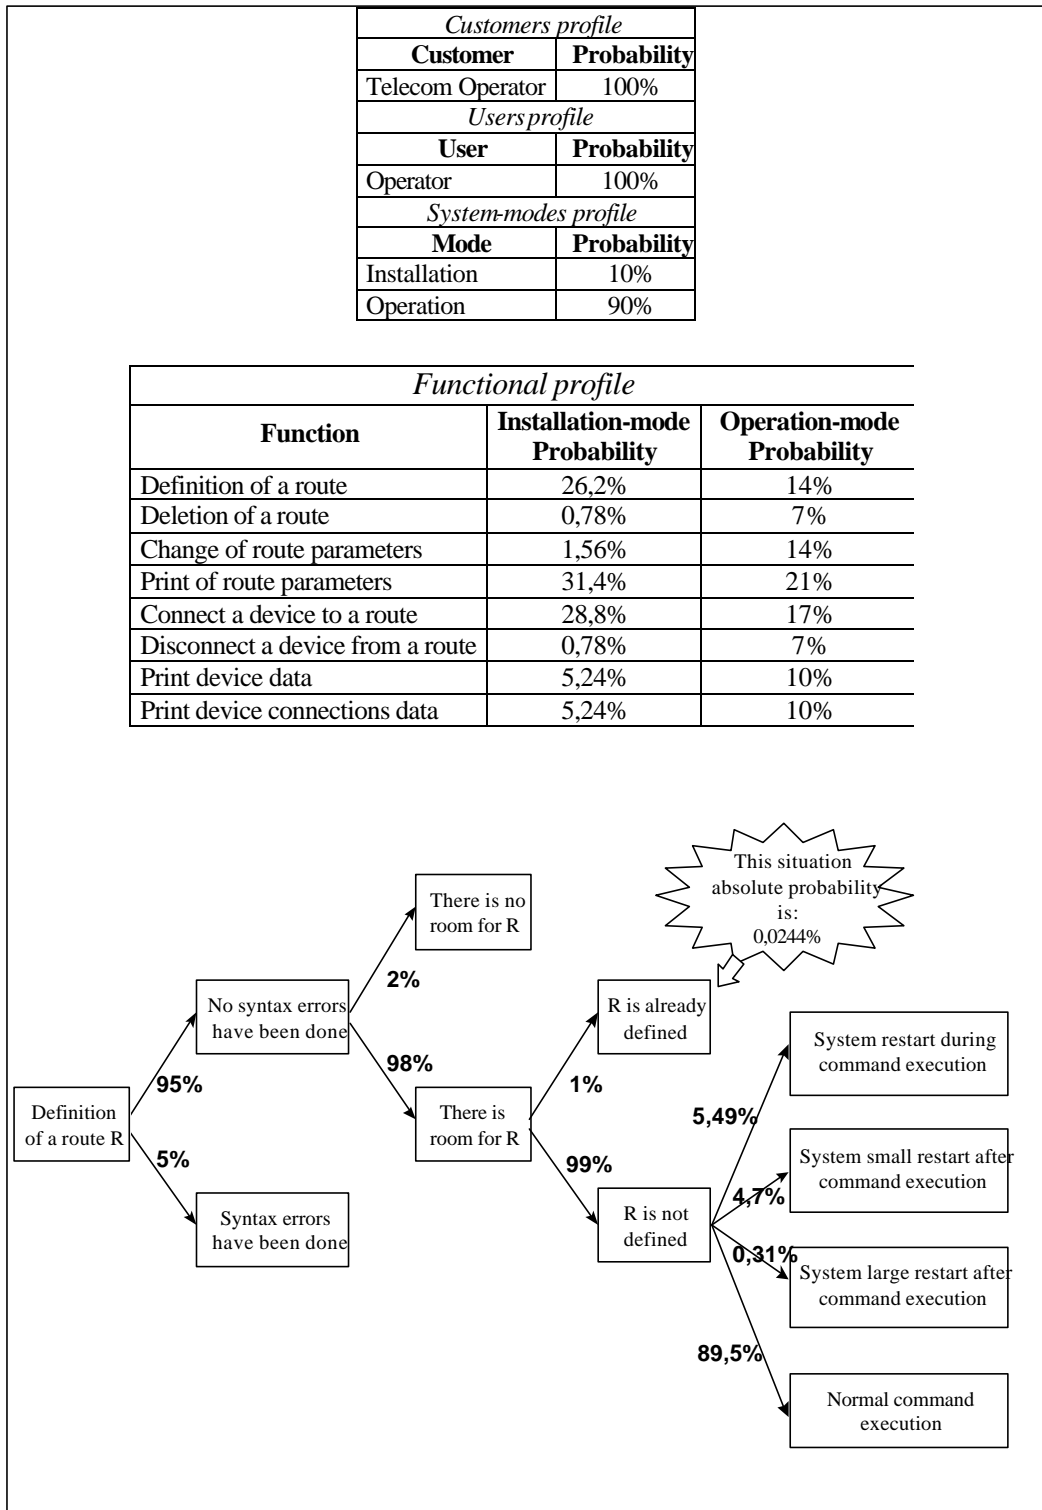 Customers profile
Customer Probability
Telecom Operator 100%
Users profile
User Probability
Operator 100%
System-modes profile
Mode Probability
Installation 10%
Operation 90%
Functional profile
Function Installation-mode Probability Operation-mode Probability
Definition of a route 26,2% 14%
Deletion of a route 0,78% 7%
Change of route parameters 1,56% 14%
Print of route parameters 31,4% 21%
Connect a device to a route 28,8% 17%
Disconnect a device from a route 0,78% 7%
Print device data 5,24% 10%
Print device connections data 5,24% 10%
This situation
absolute probability
is:
0,0244%
There is no
room for R
2%
No syntax errors
have been done
R is already
defined
System restart during
command execution
98%
95%
1%
Definition
of a route R
There is
room for R
5,49%
5%
99%
System small restart after
command execution
4,7%
Syntax errors
have been done
R is not
defined
0,31%
System large restart after
command execution
89,5%
Normal command
execution